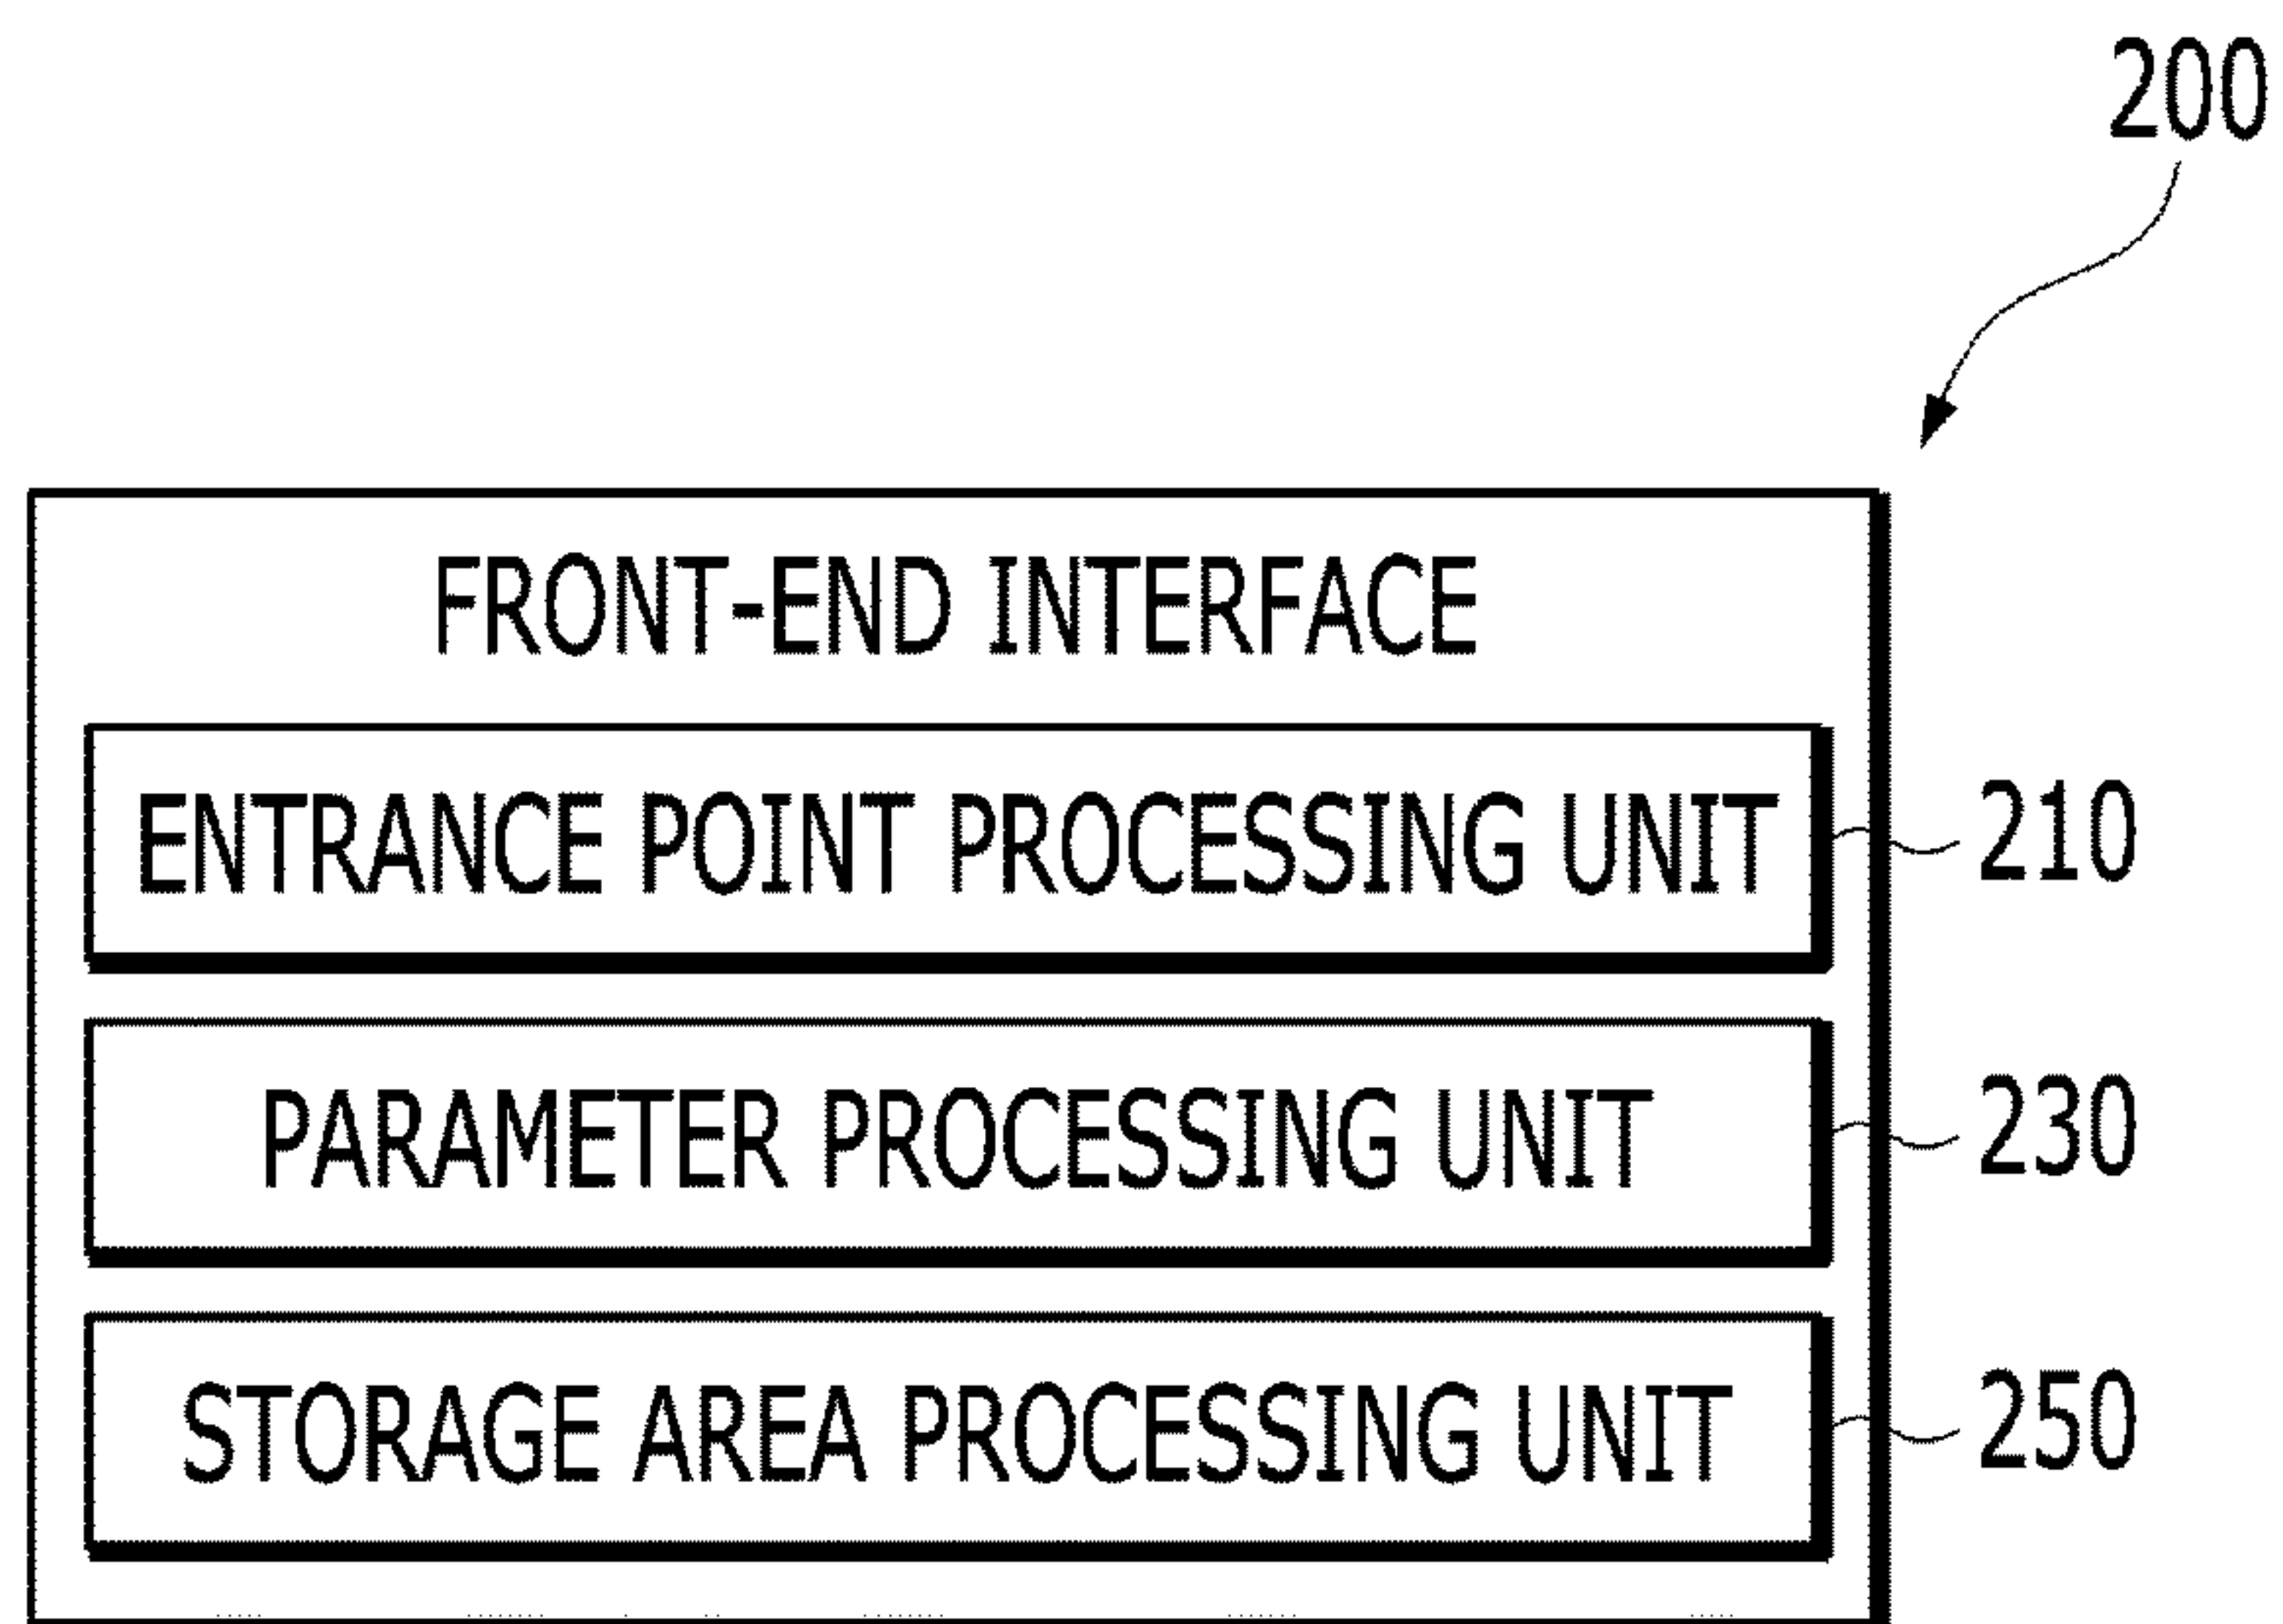 200
FRONT-END INTERFACE
ENTRANCE POINT PROCESSING UNIT 210
PARAMETER PROCESSING UNIT 230
STORAGE AREA PROCESSING UNIT 250